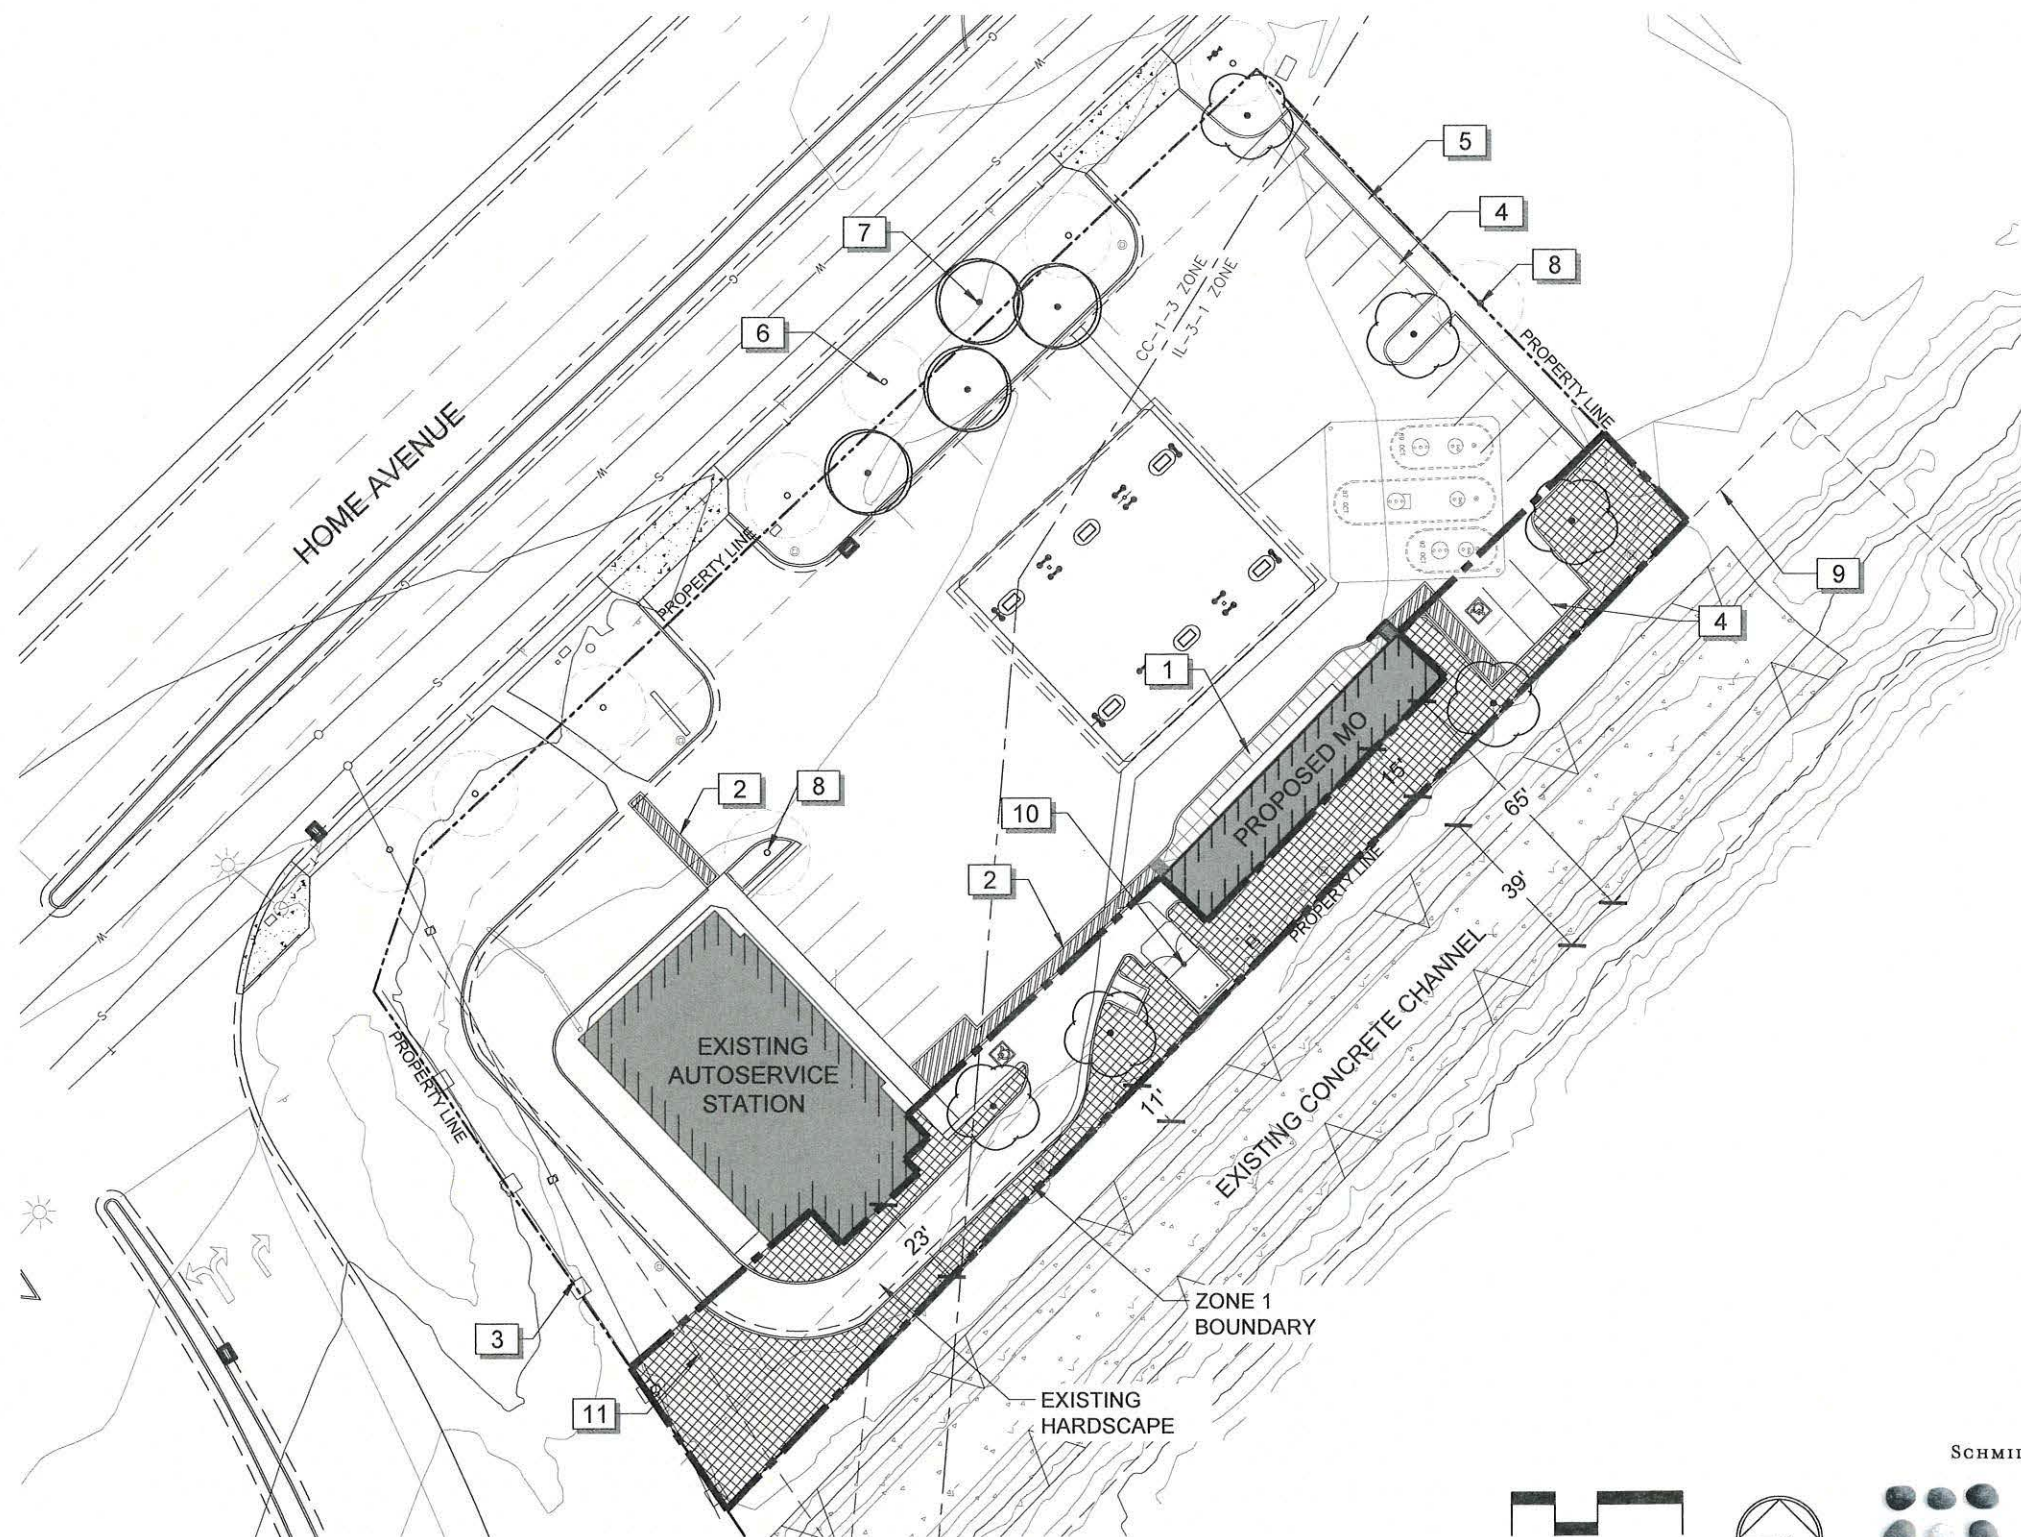 5
4
7
8
6
CC-1-3 ZONE
IL-3-1 ZONE
PROPERTY LINE
HOME AVENUE
PROPERTY LINE
9
4
1
PROPOSED MO
15'
65'
2
8
10
39'
2
PROPERTY LINE
EXISTING CONCRETE CHANNEL
EXISTING
AUTOSERVICE
STATION
PROPERTY LINE
11'
23'
3
ZONE 1
BOUNDARY
11
EXISTING
HARDSCAPE
SCHMI
W
S
G
W
S
W
G
W
S
G
S
W
S